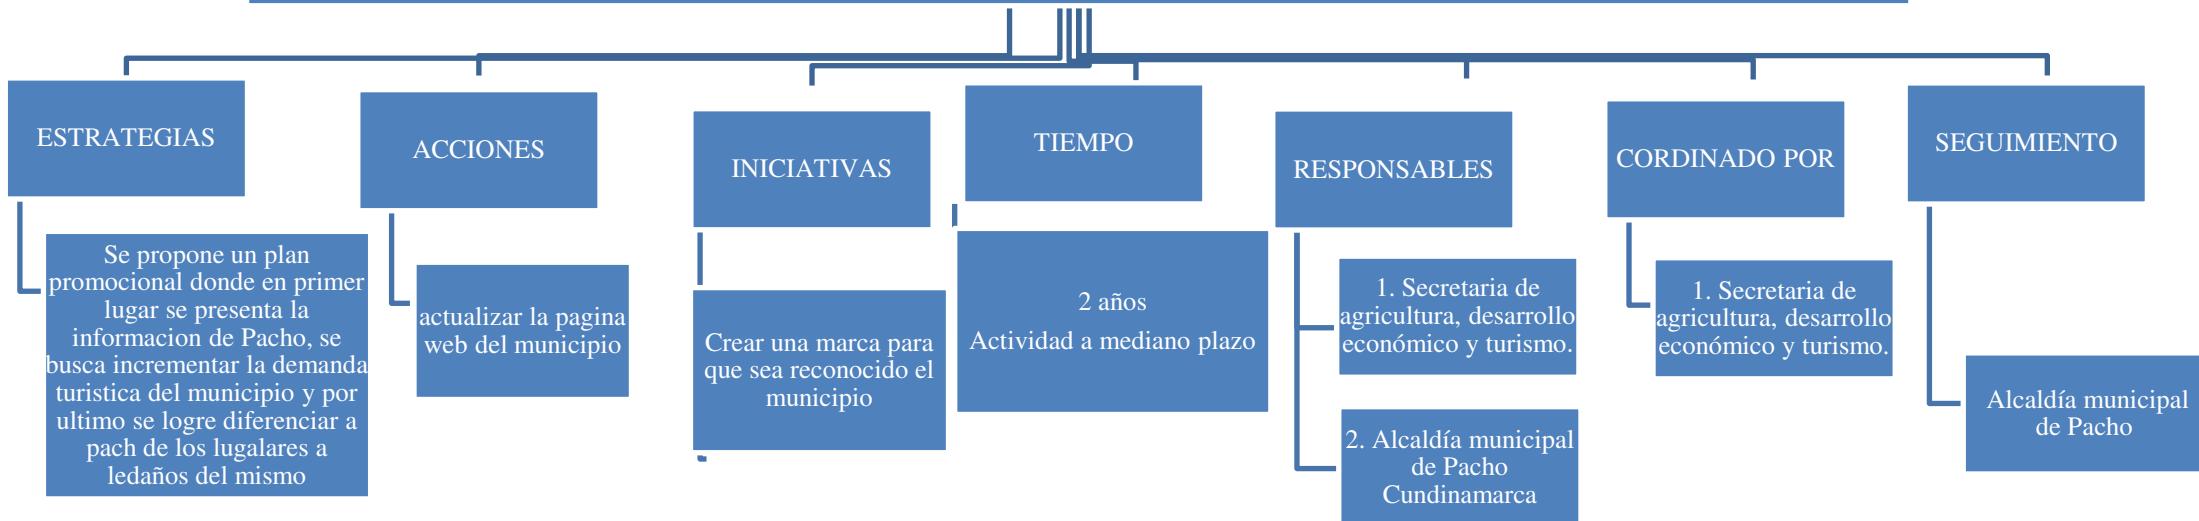 ESTRATEGIAS
Se propone un plan
promocional donde en primer
lugar se presenta la
informacion de Pacho, se
busca incrementar la demanda
turistica del municipio y por
ultimo se logre diferenciar a
pach de los lugalares a
ledaños del mismo
ACCIONES
actualizar la pagina
web del municipio
INICIATIVAS
Crear una marca para
que sea reconocido el
municipio
TIEMPO
2 años
Actividad a mediano plazo
RESPONSABLES
1. Secretaria de
agricultura, desarrollo
económico y turismo.
2. Alcaldía municipal
de Pacho
Cundinamarca
CORDINADO POR
1. Secretaria de
agricultura, desarrollo
económico y turismo.
SEGUIMIENTO
Alcaldía municipal
de Pacho